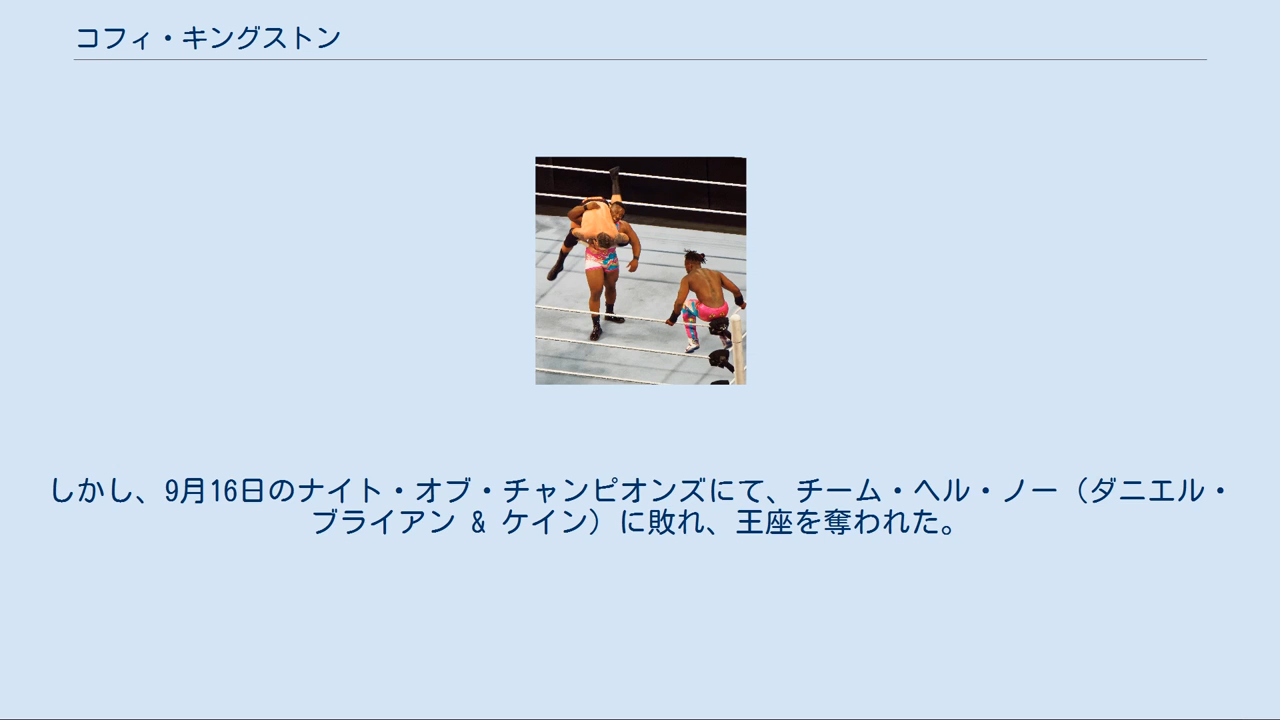 コフィ・キングストン
しかし、9月16日のナイト・オブ・チャンピオンズにて、チーム・ヘル・ノー（ダニエル・
ブライアン & ケイン）に敗れ、王座を奪われた。